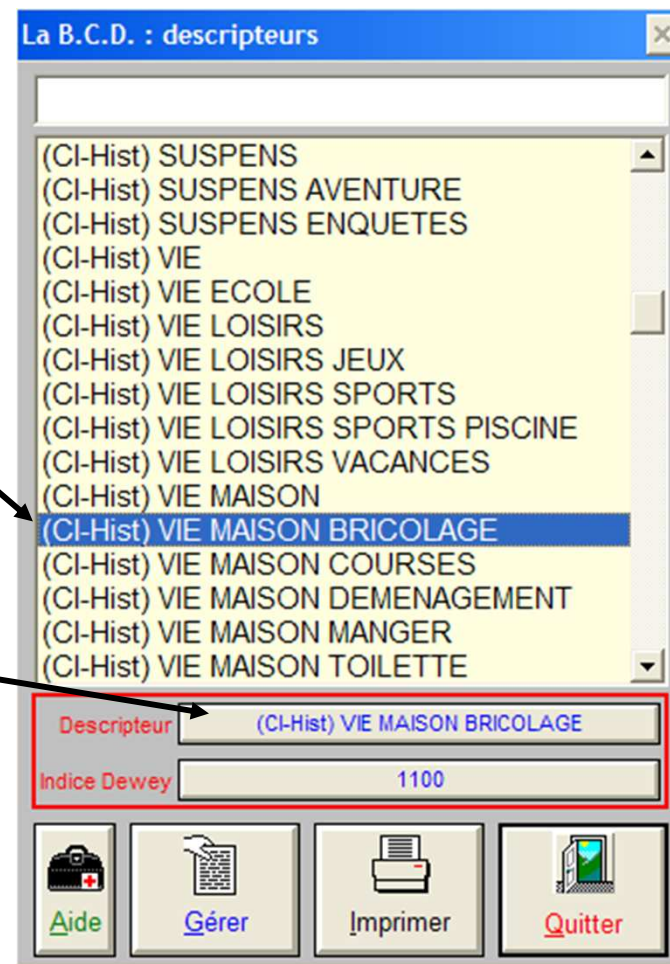 La B.C.D. : descripteurs
(Cl-Hist) SUSPENS
(Cl-Hist) SUSPENS AVENTURE
(Cl-Hist) SUSPENS ENQUETES
(Cl-Hist) VIE
(Cl-Hist) VIE ECOLE
(Cl-Hist) VIE LOISIRS
(Cl-Hist) VIE LOISIRS JEUX
(Cl-Hist) VIE LOISIRS SPORTS
(Cl-Hist) VIE LOISIRS SPORTS PISCINE
(Cl-Hist) VIE LOISIRS VACANCES
(Cl-Hist) VIE MAISON
(Cl-Hist) VIE MAISON BRICOLAGE
(Cl-Hist) VIE MAISON COURSES
(Cl-Hist) VIE MAISON DEMENAGEMENT
(Cl-Hist) VIE MAISON MANGER
(Cl-Hist) VIE MAISON TOILETTE
Descripteur (Cl-Hist) VIE MAISON BRICOLAGE
Indice Dewey 1100
Aide Gérer Imprimer Quitter